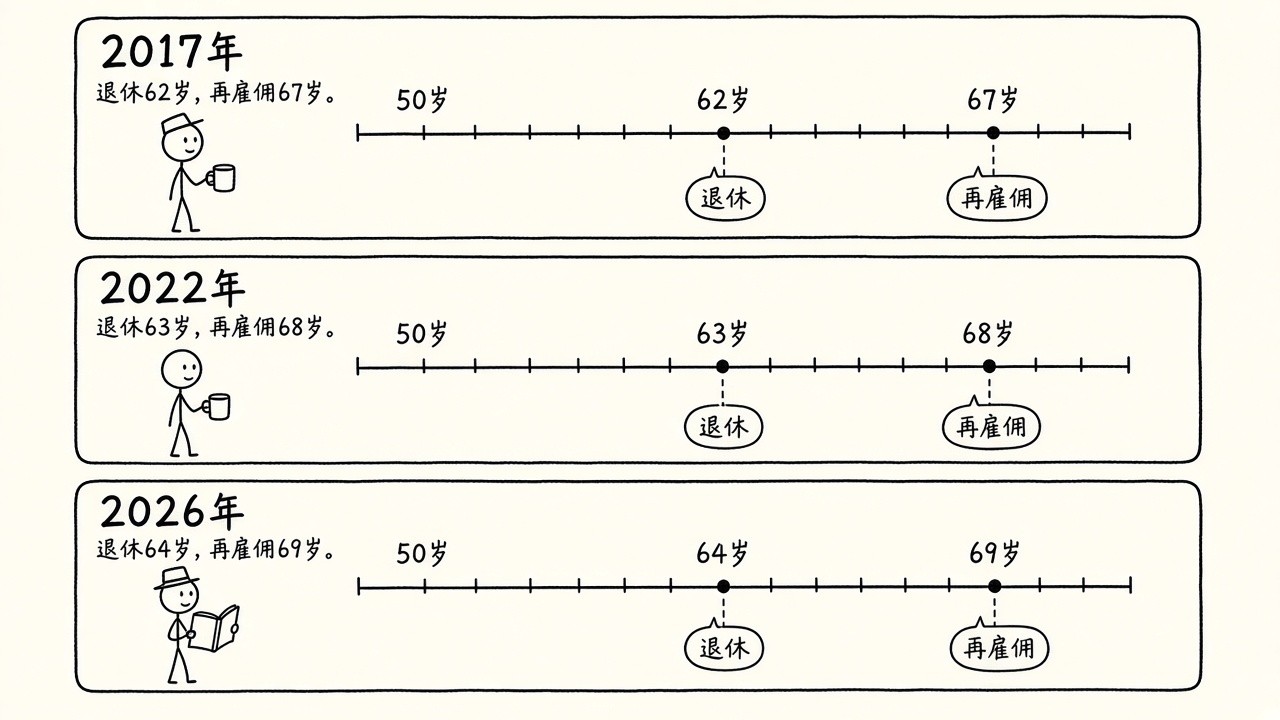 2017年
退休62岁，再雇佣67岁。
50岁 62岁 67岁
退休 再雇佣
2022年
退休63岁，再雇佣68岁。
50岁 63岁 68岁
退休 再雇佣
2026年
退休64岁，再雇佣69岁。
50岁 64岁 69岁
退休 再雇佣